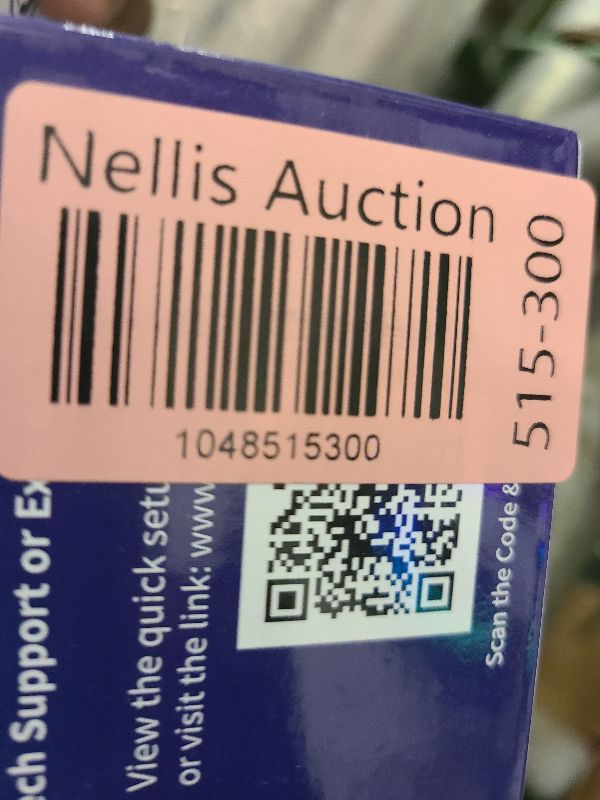 Nellis Auction
1048515300
515-300
ech Support or Ex
View the quick setu
or visit the link: www
Scan the Code &